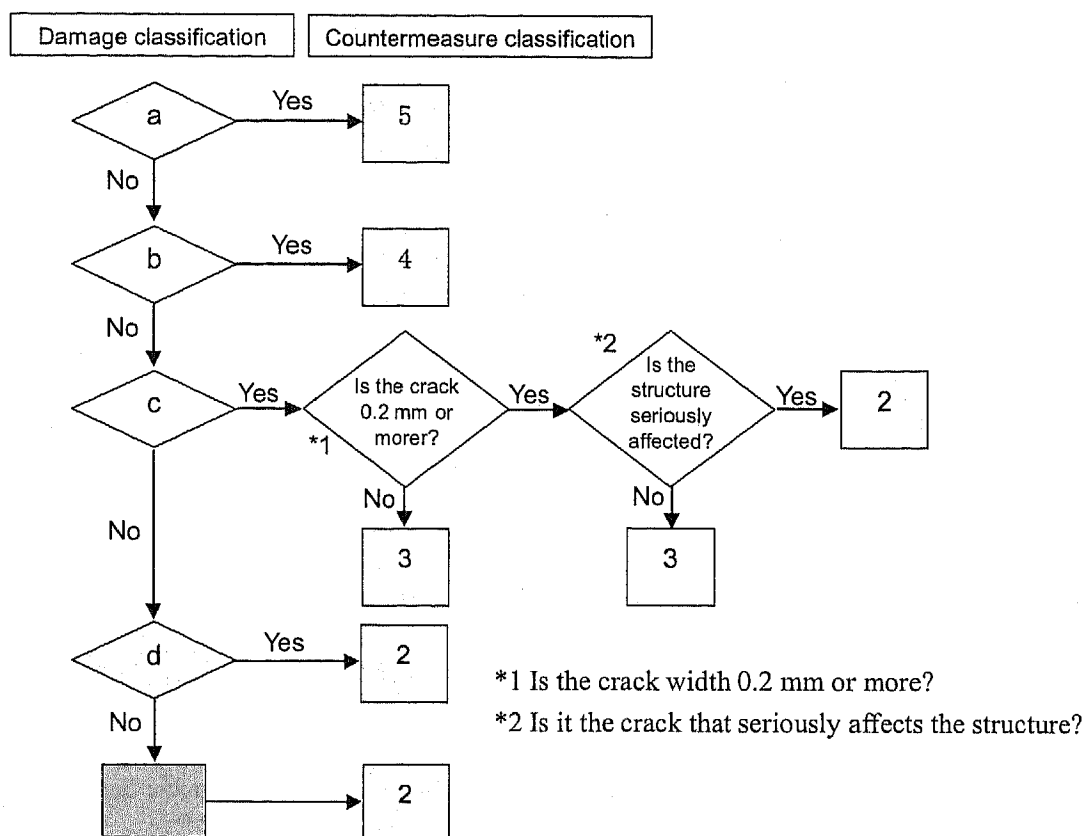 Damage classification
Countermeasure classification
a
Yes
5
No
b
Yes
4
No
c
Yes
Is the crack
0.2 mm or
morer?
*1
Yes
*2
Is the
structure
seriously
affected?
Yes
2
No
3
No
3
No
d
Yes
2
*1 Is the crack width 0.2 mm or more?
*2 Is it the crack that seriously affects the structure?
No
2